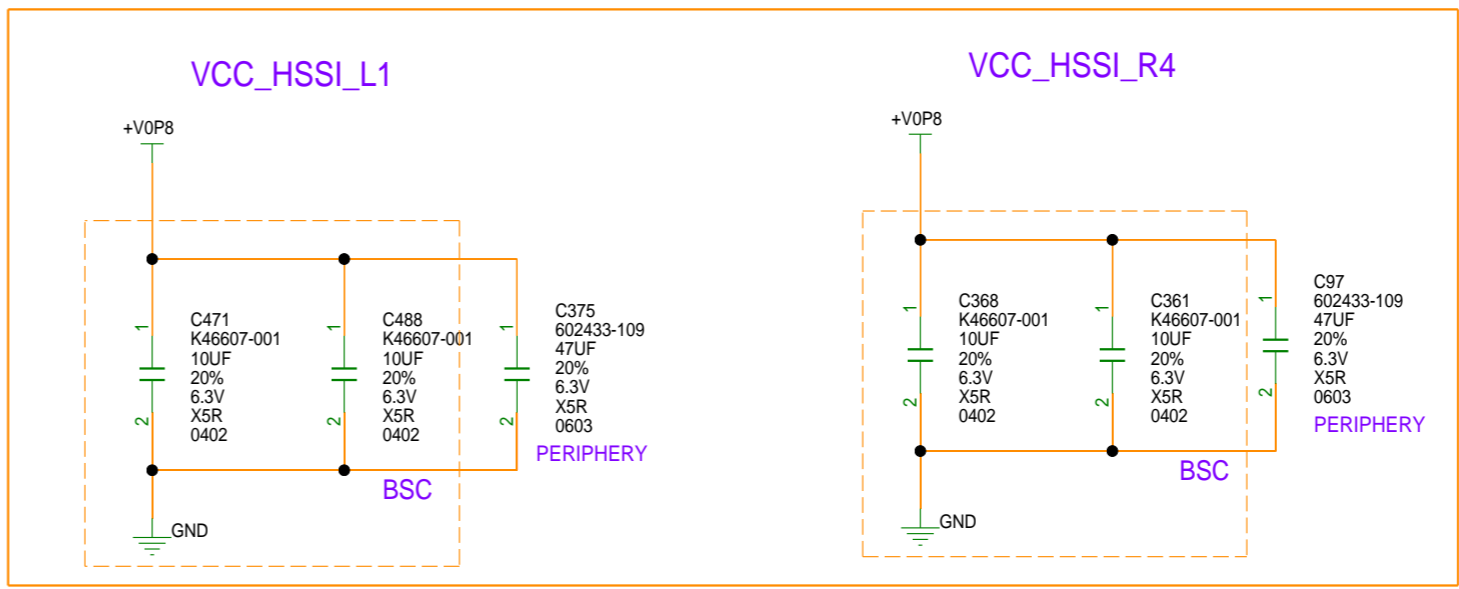 VCC_HSSI_L1
+V0P8
1
C471
K46607-001
10UF
20%
6.3V
X5R
0402
2
1
C488
K46607-001
10UF
20%
6.3V
X5R
0402
2
1
C375
602433-109
47UF
20%
6.3V
X5R
0603
2
PERIPHERY
BSC
GND
VCC_HSSI_R4
+V0P8
1
C368
K46607-001
10UF
20%
6.3V
X5R
0402
2
1
C361
K46607-001
10UF
20%
6.3V
X5R
0402
2
1
C97
602433-109
47UF
20%
6.3V
X5R
0603
2
PERIPHERY
BSC
GND